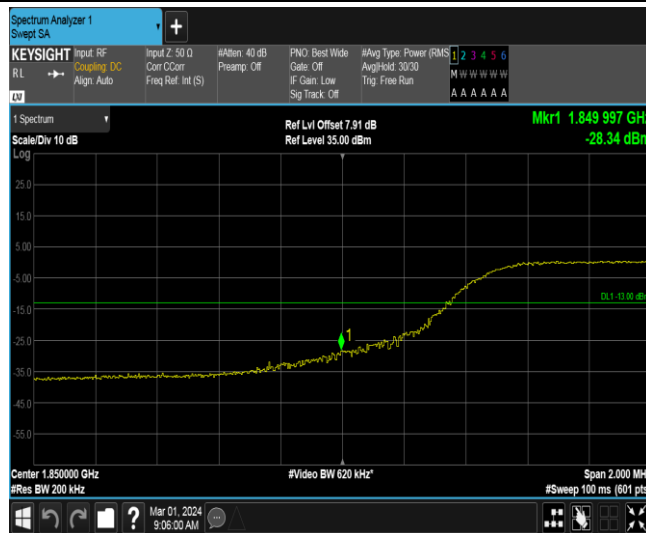 Spectrum Analyzer 1
Swept SA
+
KEYSIGHT
RL
LXI
Input: RF
Coupling: DC
Align: Auto
Input Z: 50 Ω
Corr CCorr
Freq Ref: Int (S)
#Atten: 40 dB
Preamp: Off
PNO: Best Wide
Gate: Off
IF Gain: Low
Sig Track: Off
#Avg Type: Power (RMS
Avg|Hold: 30/30
Trig: Free Run
1 2 3 4 5 6
M W W W W W
A A A A A A
1 Spectrum
Scale/Div 10 dB
Log
Ref Lvl Offset 7.91 dB
Ref Level 35.00 dBm
Mkr1 1.849 997 GHz
-28.34 dBm
25.0
15.0
5.00
-5.00
DL1 -13.00 dBm
-15.0
1
-25.0
-35.0
-45.0
-55.0
Center 1.850000 GHz
#Video BW 620 kHz*
Span 2.000 MH
#Res BW 200 kHz
#Sweep 100 ms (601 pts
?
Mar 01, 2024
9:06:00 AM